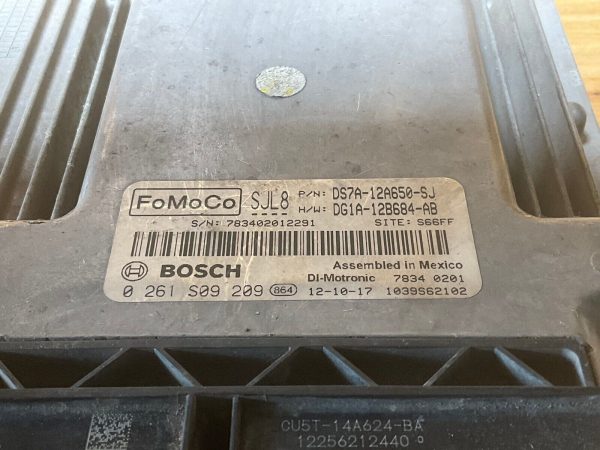 FoMoCo SJL8 P/N: DS7A-12A650-SJ
H/W: DG1A-12B684-AB
S/N: 783402012291 SITE: S66FF
BOSCH Assembled in Mexico
DI-Motronic 7834 0201
0 261 S09 209 864 12-10-17 1039S62102
GU5T-14A624-BA
12256212440